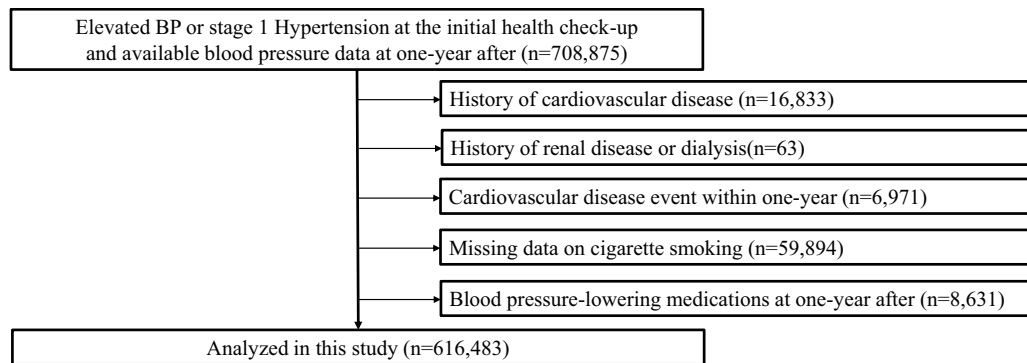 Elevated BP or stage 1 Hypertension at the initial health check-up
and available blood pressure data at one-year after (n=708,875)
History of cardiovascular disease (n=16,833)
History of renal disease or dialysis(n=63)
Cardiovascular disease event within one-year (n=6,971)
Missing data on cigarette smoking (n=59,894)
Blood pressure-lowering medications at one-year after (n=8,631)
Analyzed in this study (n=616,483)